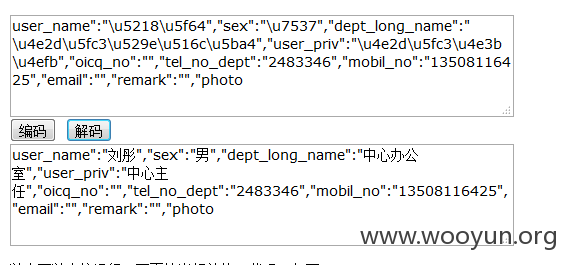 user_name":"\u5218\u5f64","sex":"\u7537","dept_long_name":"
\u4e2d\u5fc3\u529e\u516c\u5ba4","user_priv":"\u4e2d\u5fc3\u4e3b
\u4efb","oicq_no":"","tel_no_dept":"2483346","mobil_no":"135081164
25","email":"","remark":"","photo
编码 解码
user_name":"刘彤","sex":"男","dept_long_name":"中心办公
室","user_priv":"中心主
任","oicq_no":"","tel_no_dept":"2483346","mobil_no":"13508116425",
"email":"","remark":"","photo
www.wooyun.org